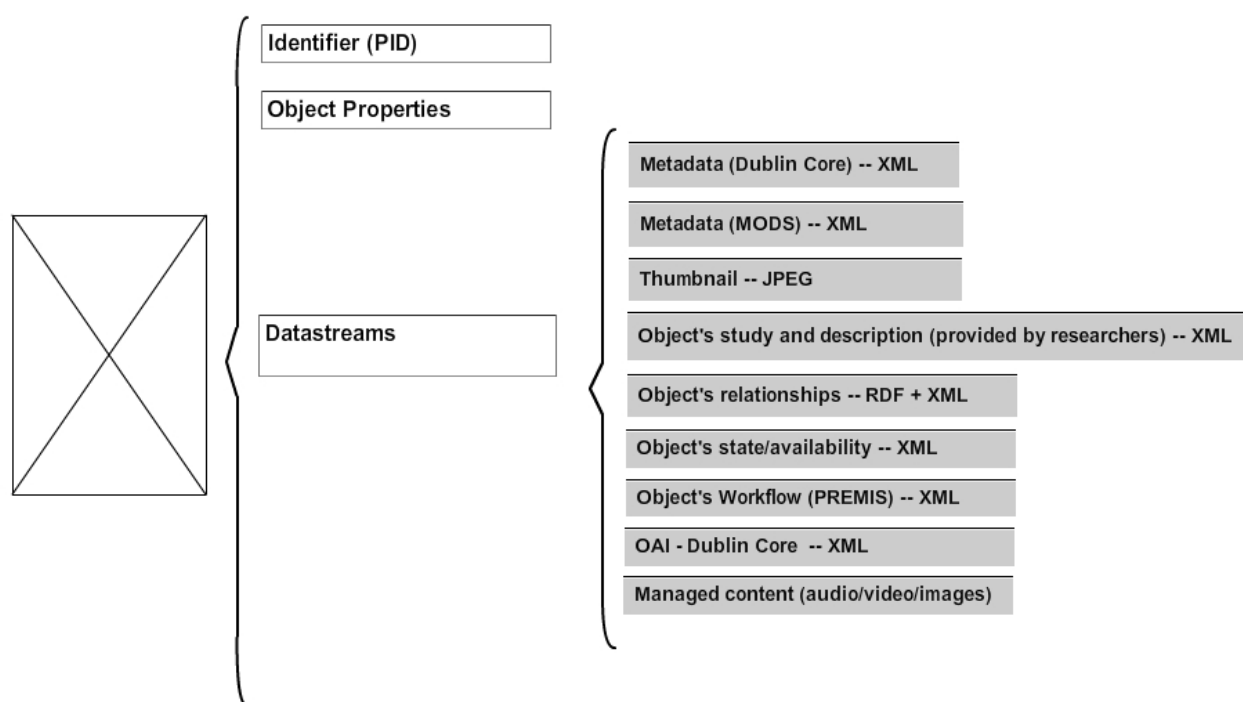 Identifier (PID)
Object Properties
Datastreams
Metadata (Dublin Core) -- XML
Metadata (MODS) -- XML
Thumbnail -- JPEG
Object's study and description (provided by researchers) -- XML
Object's relationships -- RDF + XML
Object's state/availability -- XML
Object's Workflow (PREMIS) -- XML
OAI - Dublin Core -- XML
Managed content (audio/video/images)